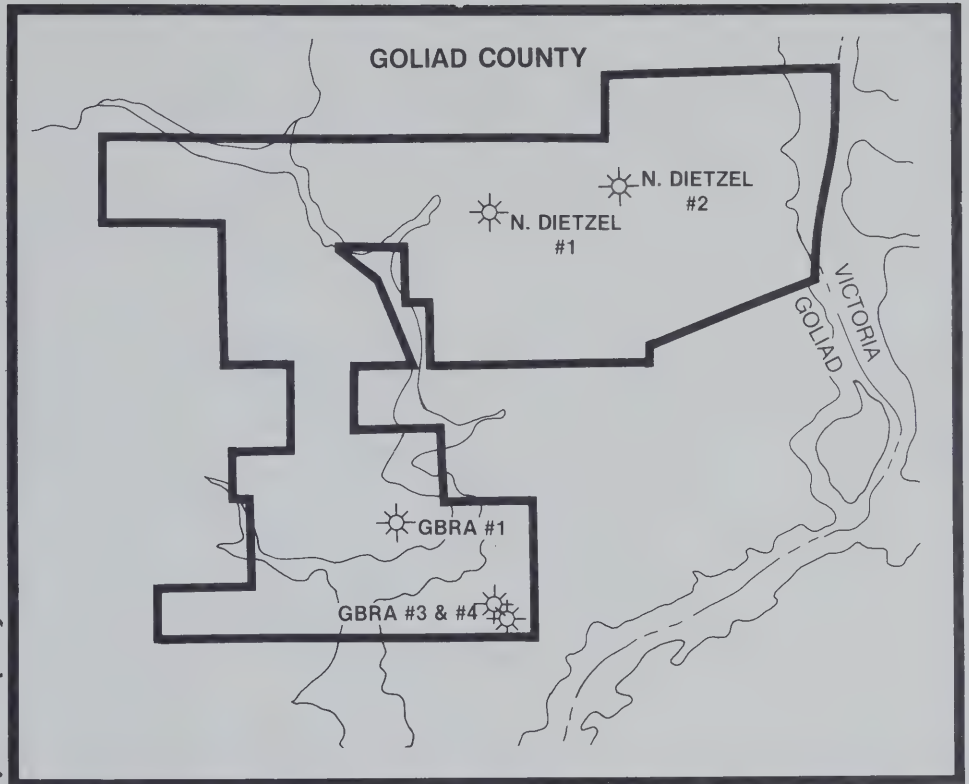 GOLIAD COUNTY
N. DIETZEL
#2
N. DIETZEL
#1
VICTORIA
GOLIAD
GBRA #1
GBRA #3 & #4